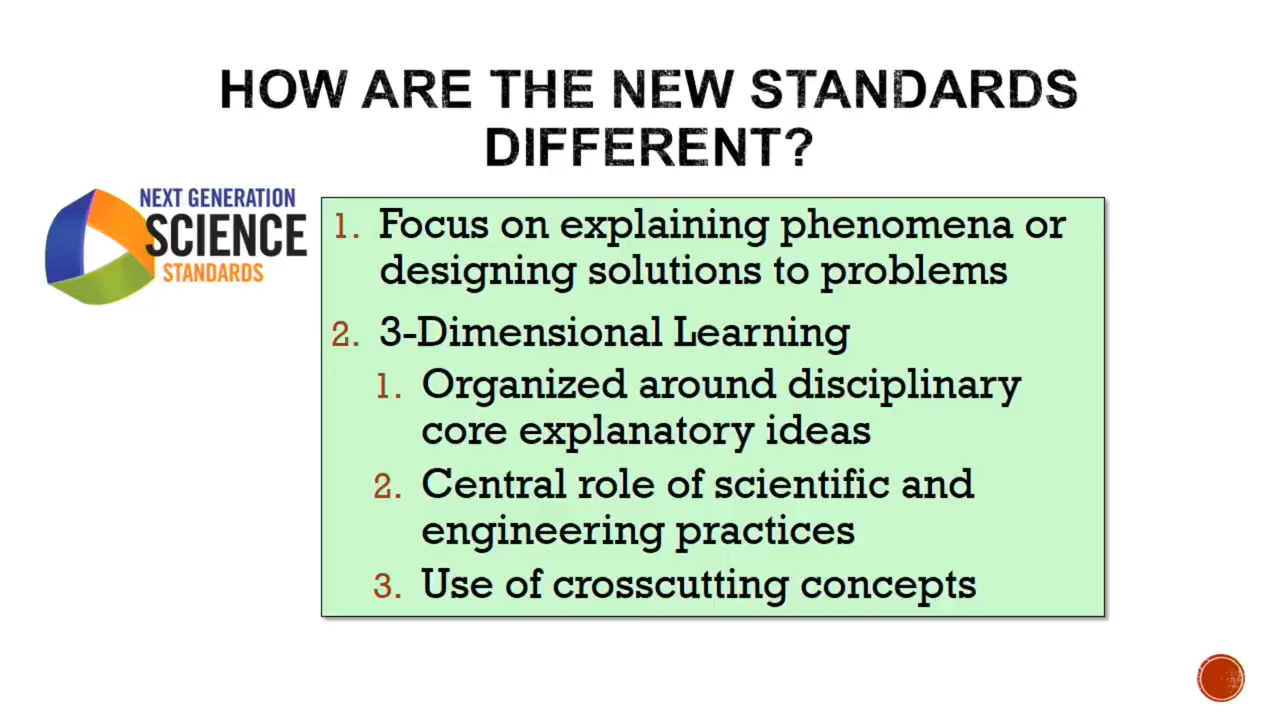 HOW ARE THE NEW STANDARDS
DIFFERENT?
NEXT GENERATION
SCIENCE
STANDARDS
1. Focus on explaining phenomena or
designing solutions to problems
2. 3-Dimensional Learning
1. Organized around disciplinary
core explanatory ideas
2. Central role of scientific and
engineering practices
3. Use of crosscutting concepts